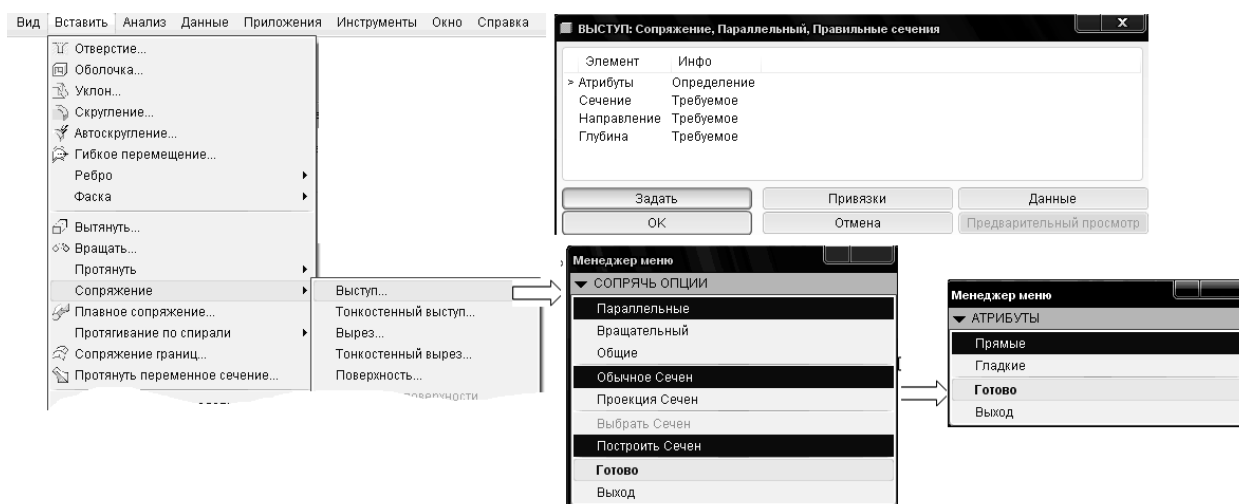 Вид Вставить Анализ Данные Приложения Инструменты Окно Справка
Отверстие...
Оболочка...
Уклон...
Скругление...
Автоскругление...
Гибкое перемещение...
Ребро
Фаска
Вытянуть...
Вращать...
Протянуть
Сопряжение
Плавное сопряжение...
Протягивание по спирали
Сопряжение границ...
Протянуть переменное сечение...
Выступ...
Тонкостенный выступ...
Вырез...
Тонкостенный вырез...
Поверхность...
ВЫСТУП: Сопряжение, Параллельный, Правильные сечения
Элемент Инфо
> Атрибуты Определение
Сечение Требуемое
Направление Требуемое
Глубина Требуемое
Задать Привязки Данные
OK Отмена Предварительный просмотр
Менеджер меню
СОПРЯЧЬ ОПЦИИ
Параллельные
Вращательный
Общие
Обычное Сечен
Проекция Сечен
Выбрать Сечен
Построить Сечен
Готово
Выход
Менеджер меню
АТРИБУТЫ
Прямые
Гладкие
Готово
Выход